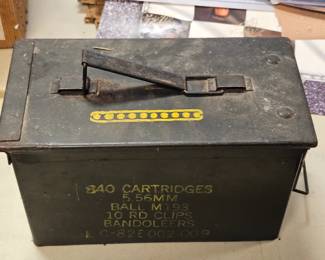 840 CARTRIDGES
5.56MM
BALL M193
10 RD CLIPS
BANDOLEERS